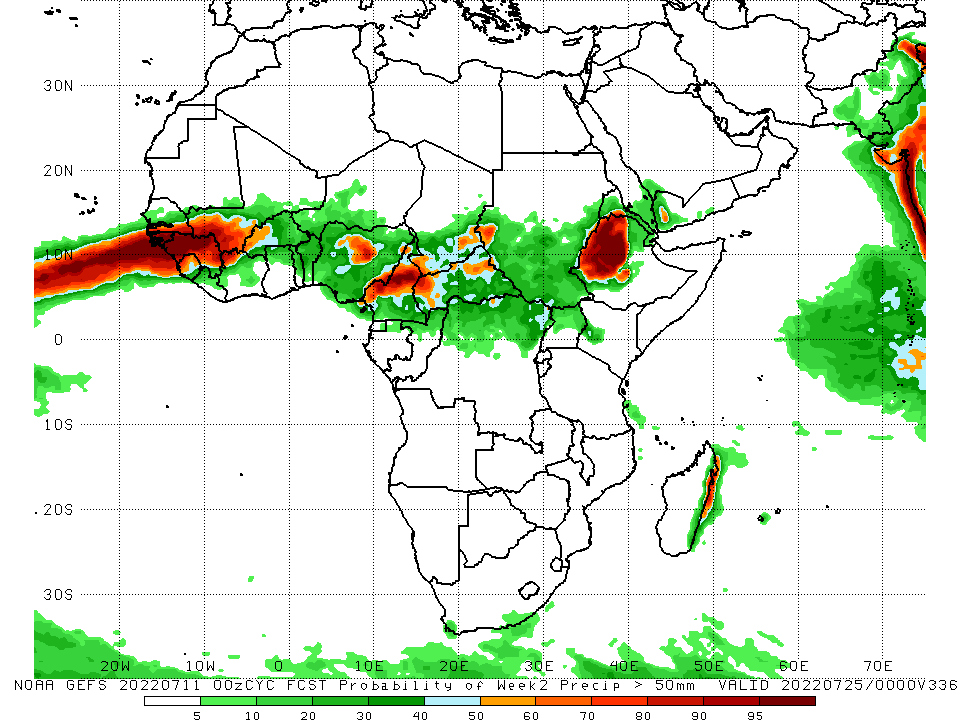 30N
20N
10N
0
10S
20S
30S
20W 10W 0 10E 20E 30E 40E 50E 60E 70E
NOAA GEFS 20220711 00zCYC FCST Probability of Week2 Precip > 50mm VALID 20220725/0000V336
5 10 20 30 40 50 60 70 80 90 95